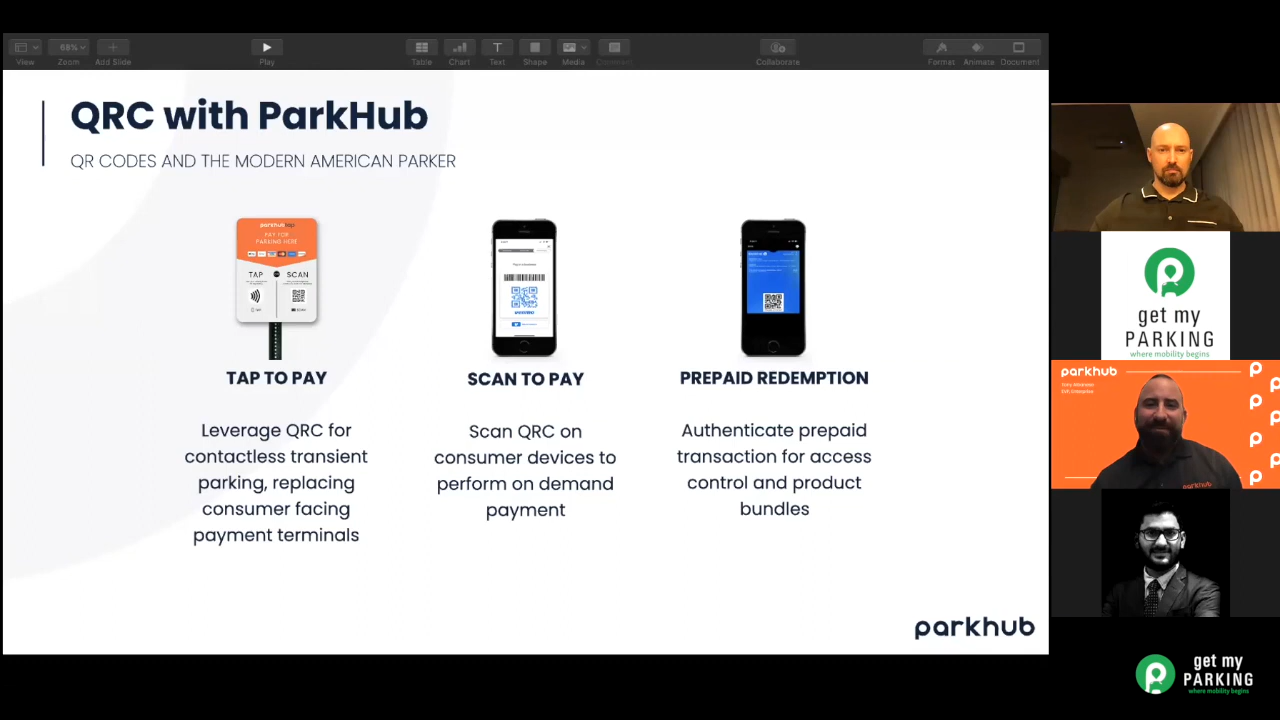 View
68%
Zoom
Add Slide
Play
Table
Chart
Text
Shape
Media
Comment
Collaborate
Format
Animate
Document
QRC with ParkHub
QR CODES AND THE MODERN AMERICAN PARKER
parkhub
PAY FOR
PARKING HERE
TAP
SCAN
TAP TO PAY
Leverage QRC for
contactless transient
parking, replacing
consumer facing
payment terminals
SCAN TO PAY
Scan QRC on
consumer devices to
perform on demand
payment
PREPAID REDEMPTION
Authenticate prepaid
transaction for access
control and product
bundles
parkhub
get my
PARKING
where mobility begins
parkhub
parkhub
get my
PARKING
where mobility begins